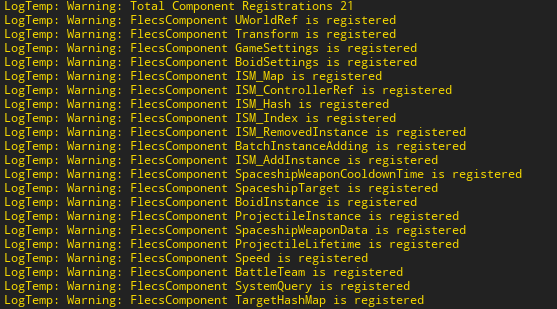 LogTemp: Warning: Total Component Registrations 21
LogTemp: Warning: FlecsComponent UWorldRef is registered
LogTemp: Warning: FlecsComponent Transform is registered
LogTemp: Warning: FlecsComponent GameSettings is registered
LogTemp: Warning: FlecsComponent BoidSettings is registered
LogTemp: Warning: FlecsComponent ISM_Map is registered
LogTemp: Warning: FlecsComponent ISM_ControllerRef is registered
LogTemp: Warning: FlecsComponent ISM_Hash is registered
LogTemp: Warning: FlecsComponent ISM_Index is registered
LogTemp: Warning: FlecsComponent ISM_RemovedInstance is registered
LogTemp: Warning: FlecsComponent BatchInstanceAdding is registered
LogTemp: Warning: FlecsComponent ISM_AddInstance is registered
LogTemp: Warning: FlecsComponent SpaceshipWeaponCooldownTime is registered
LogTemp: Warning: FlecsComponent SpaceshipTarget is registered
LogTemp: Warning: FlecsComponent BoidInstance is registered
LogTemp: Warning: FlecsComponent ProjectileInstance is registered
LogTemp: Warning: FlecsComponent SpaceshipWeaponData is registered
LogTemp: Warning: FlecsComponent ProjectileLifetime is registered
LogTemp: Warning: FlecsComponent Speed is registered
LogTemp: Warning: FlecsComponent BattleTeam is registered
LogTemp: Warning: FlecsComponent SystemQuery is registered
LogTemp: Warning: FlecsComponent TargetHashMap is registered